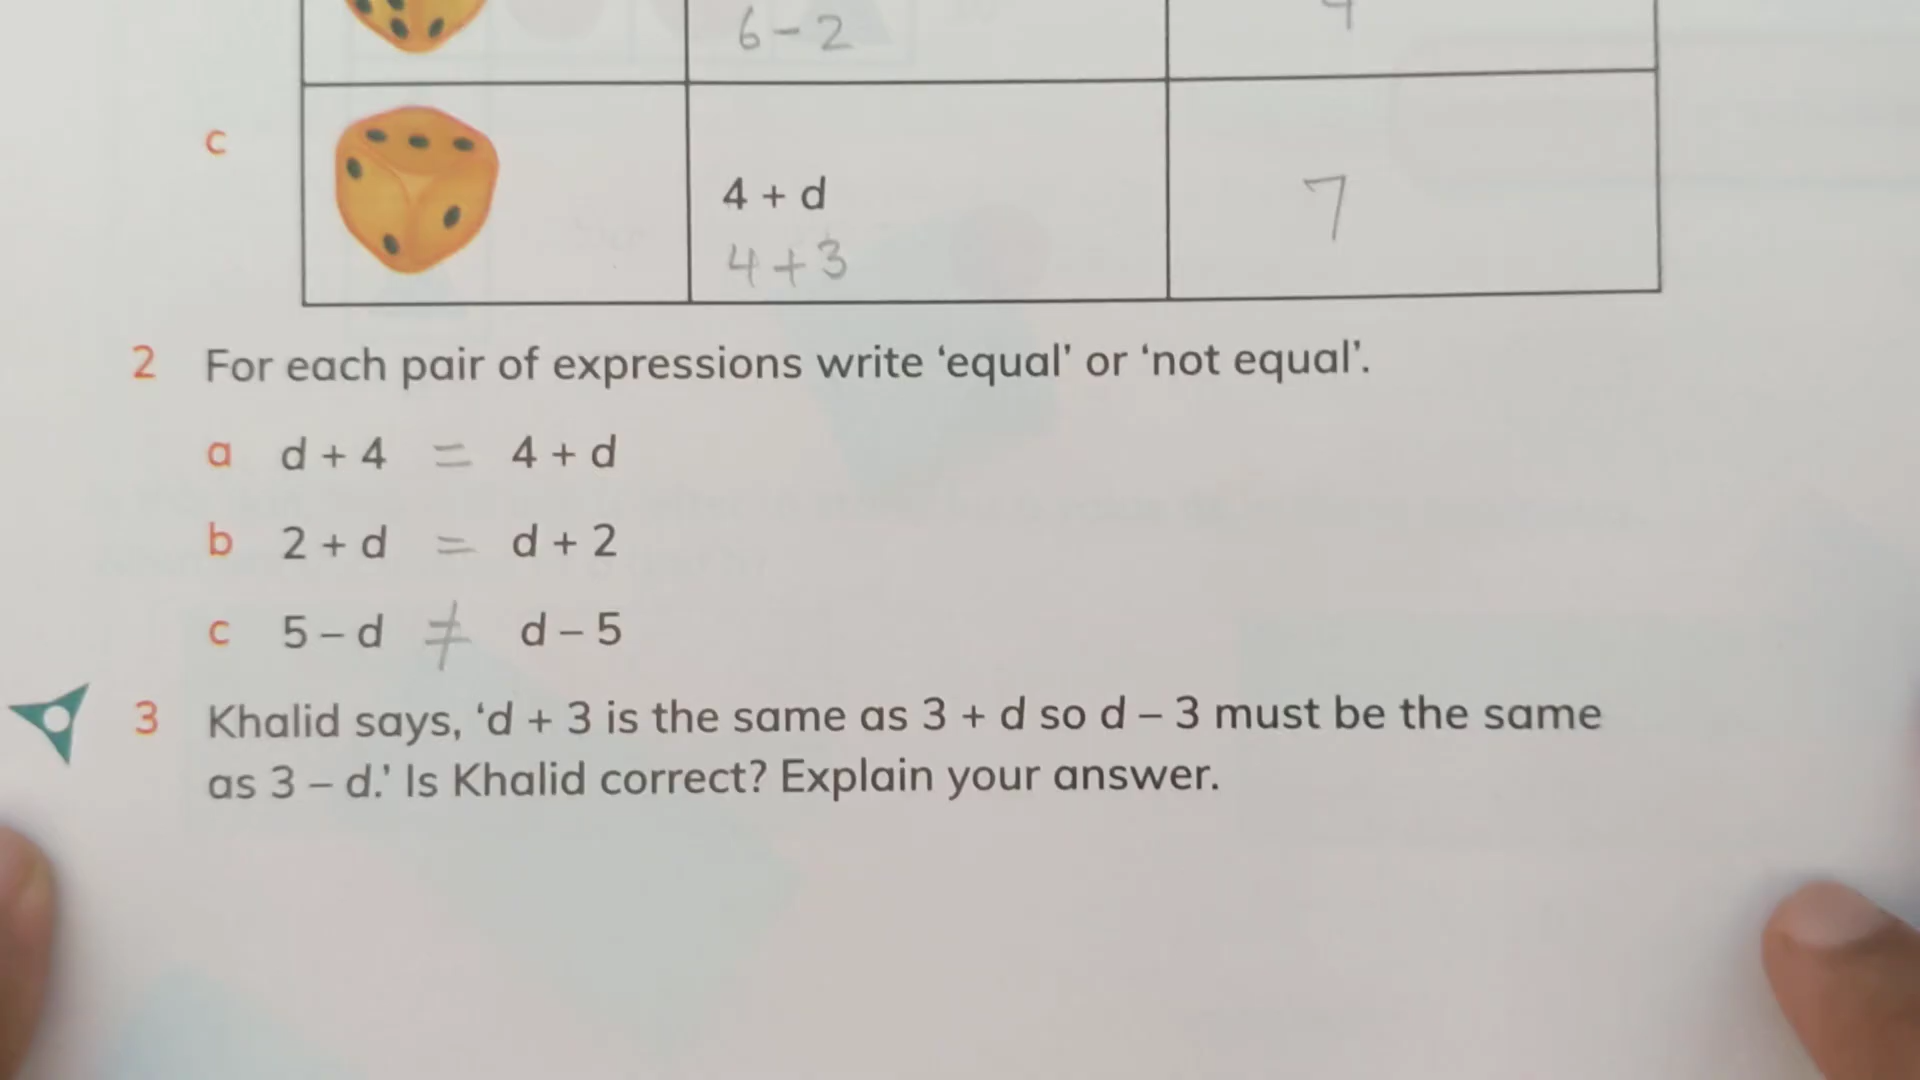 6 - 2
4
c
4 + d
4 + 3
7
2 For each pair of expressions write ‘equal’ or ‘not equal’.
a d + 4 = 4 + d
b 2 + d = d + 2
c 5 – d ≠ d – 5
3 Khalid says, ‘d + 3 is the same as 3 + d so d – 3 must be the same
as 3 – d.’ Is Khalid correct? Explain your answer.